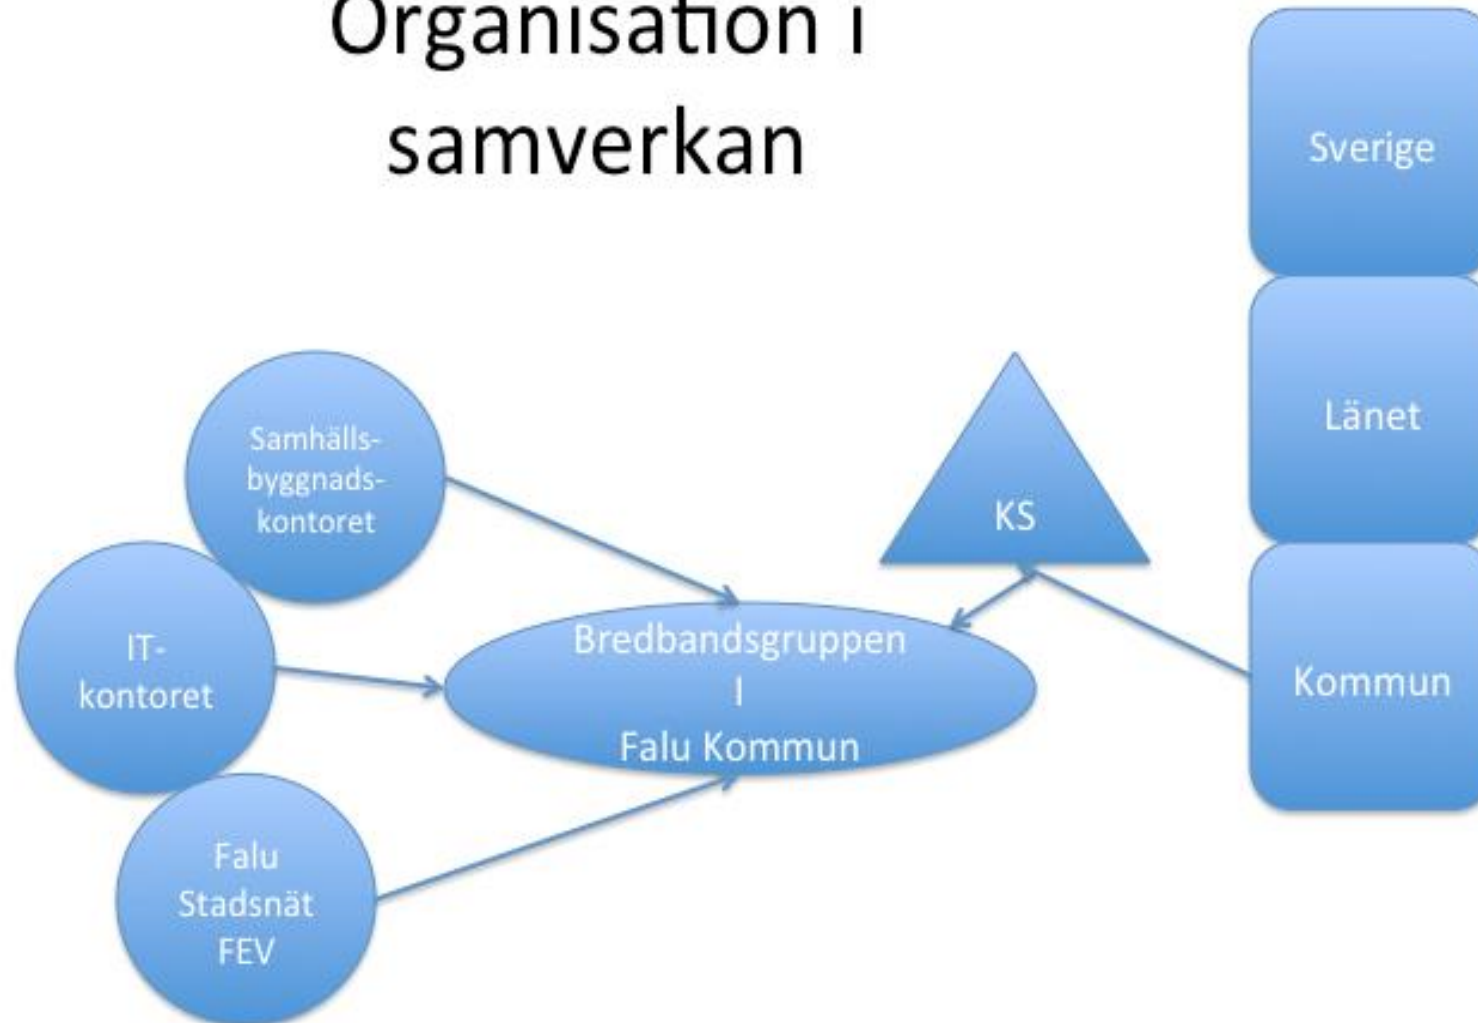 Organisation i
samverkan
Sverige
Länet
Kommun
KS
Samhälls-
byggnads-
kontoret
IT-
kontoret
Falu
Stadsnät
FEV
Bredbandsgruppen
I
Falu Kommun